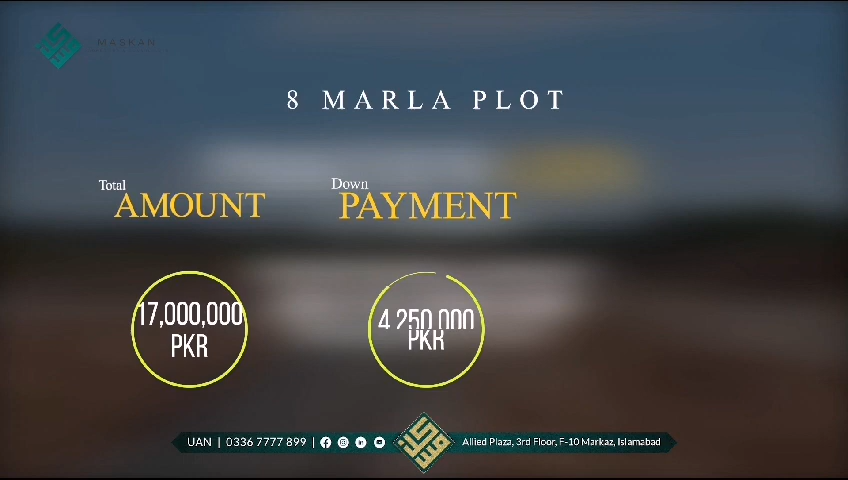 MASKAN
8 MARLA PLOT
Total
AMOUNT
Down
PAYMENT
17,000,000
PKR
4,250,000
PKR
UAN | 0336 7777 899 |
Allied Plaza, 3rd Floor, F-10 Markaz, Islamabad